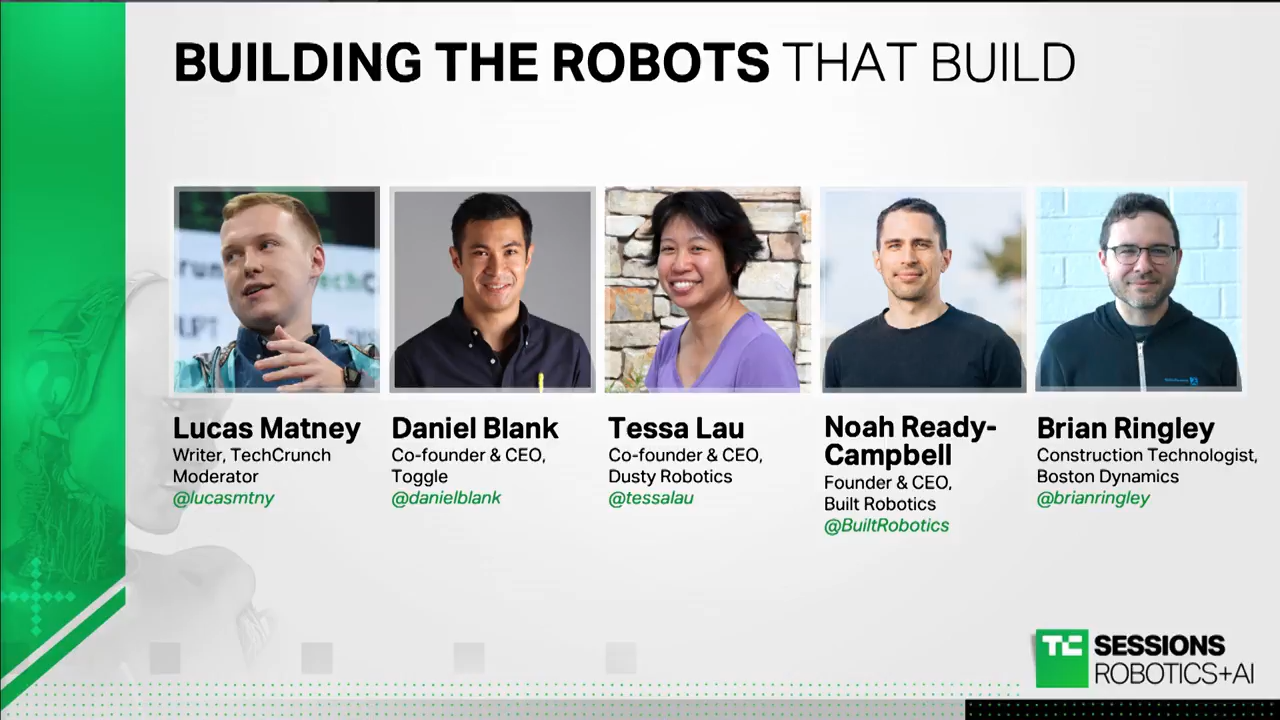 BUILDING THE ROBOTS THAT BUILD
Lucas Matney
Writer, TechCrunch
Moderator
@lucasmtny
Daniel Blank
Co-founder & CEO,
Toggle
@danielblank
Tessa Lau
Co-founder & CEO,
Dusty Robotics
@tessalau
Noah Ready-
Campbell
Founder & CEO,
Built Robotics
@BuiltRobotics
Brian Ringley
Construction Technologist,
Boston Dynamics
@brianringley
TC SESSIONS
ROBOTICS+AI